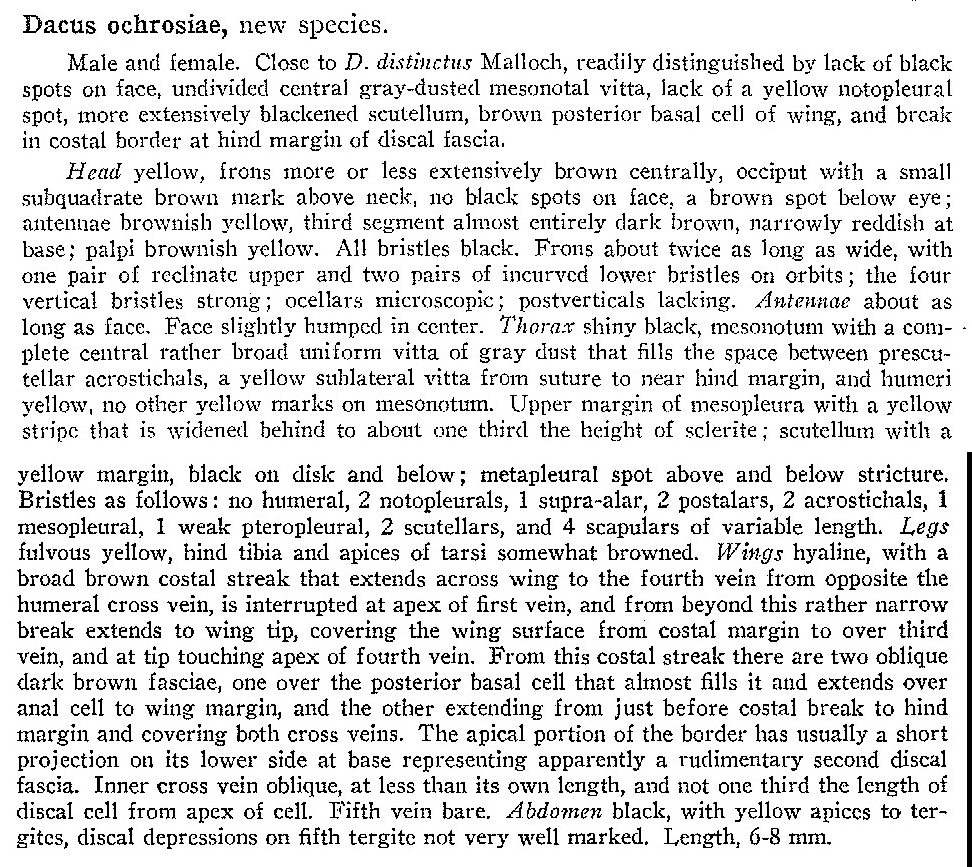 Dacus ochrosiae, new species.
Male and female. Close to D. distinctus Malloch, readily distinguished by lack of black
spots on face, undivided central gray-dusted mesonotal vitta, lack of a yellow notopleural
spot, more extensively blackened scutellum, brown posterior basal cell of wing, and break
in costal border at hind margin of discal fascia.
Head yellow, frons more or less extensively brown centrally, occiput with a small
subquadrate brown mark above neck, no black spots on face, a brown spot below eye;
antennae brownish yellow, third segment almost entirely dark brown, narrowly reddish at
base; palpi brownish yellow. All bristles black. Frons about twice as long as wide, with
one pair of reclinate upper and two pairs of incurved lower bristles on orbits; the four
vertical bristles strong; ocellars microscopic; postverticals lacking. Antennae about as
long as face. Face slightly humped in center. Thorax shiny black, mesonotum with a com-
plete central rather broad uniform vitta of gray dust that fills the space between prescu-
tellar acrostichals, a yellow sublateral vitta from suture to near hind margin, and humeri
yellow, no other yellow marks on mesonotum. Upper margin of mesopleura with a yellow
stripe that is widened behind to about one third the height of sclerite; scutellum with a
yellow margin, black on disk and below; metapleural spot above and below stricture.
Bristles as follows: no humeral, 2 notopleurals, 1 supra-alar, 2 postalars, 2 acrostichals, 1
mesopleural, 1 weak pteropleural, 2 scutellars, and 4 scapulars of variable length. Legs
fulvous yellow, hind tibia and apices of tarsi somewhat browned. Wings hyaline, with a
broad brown costal streak that extends across wing to the fourth vein from opposite the
humeral cross vein, is interrupted at apex of first vein, and from beyond this rather narrow
break extends to wing tip, covering the wing surface from costal margin to over third
vein, and at tip touching apex of fourth vein. From this costal streak there are two oblique
dark brown fasciae, one over the posterior basal cell that almost fills it and extends over
anal cell to wing margin, and the other extending from just before costal break to hind
margin and covering both cross veins. The apical portion of the border has usually a short
projection on its lower side at base representing apparently a rudimentary second discal
fascia. Inner cross vein oblique, at less than its own length, and not one third the length of
discal cell from apex of cell. Fifth vein bare. Abdomen black, with yellow apices to ter-
gites, discal depressions on fifth tergite not very well marked. Length, 6-8 mm.